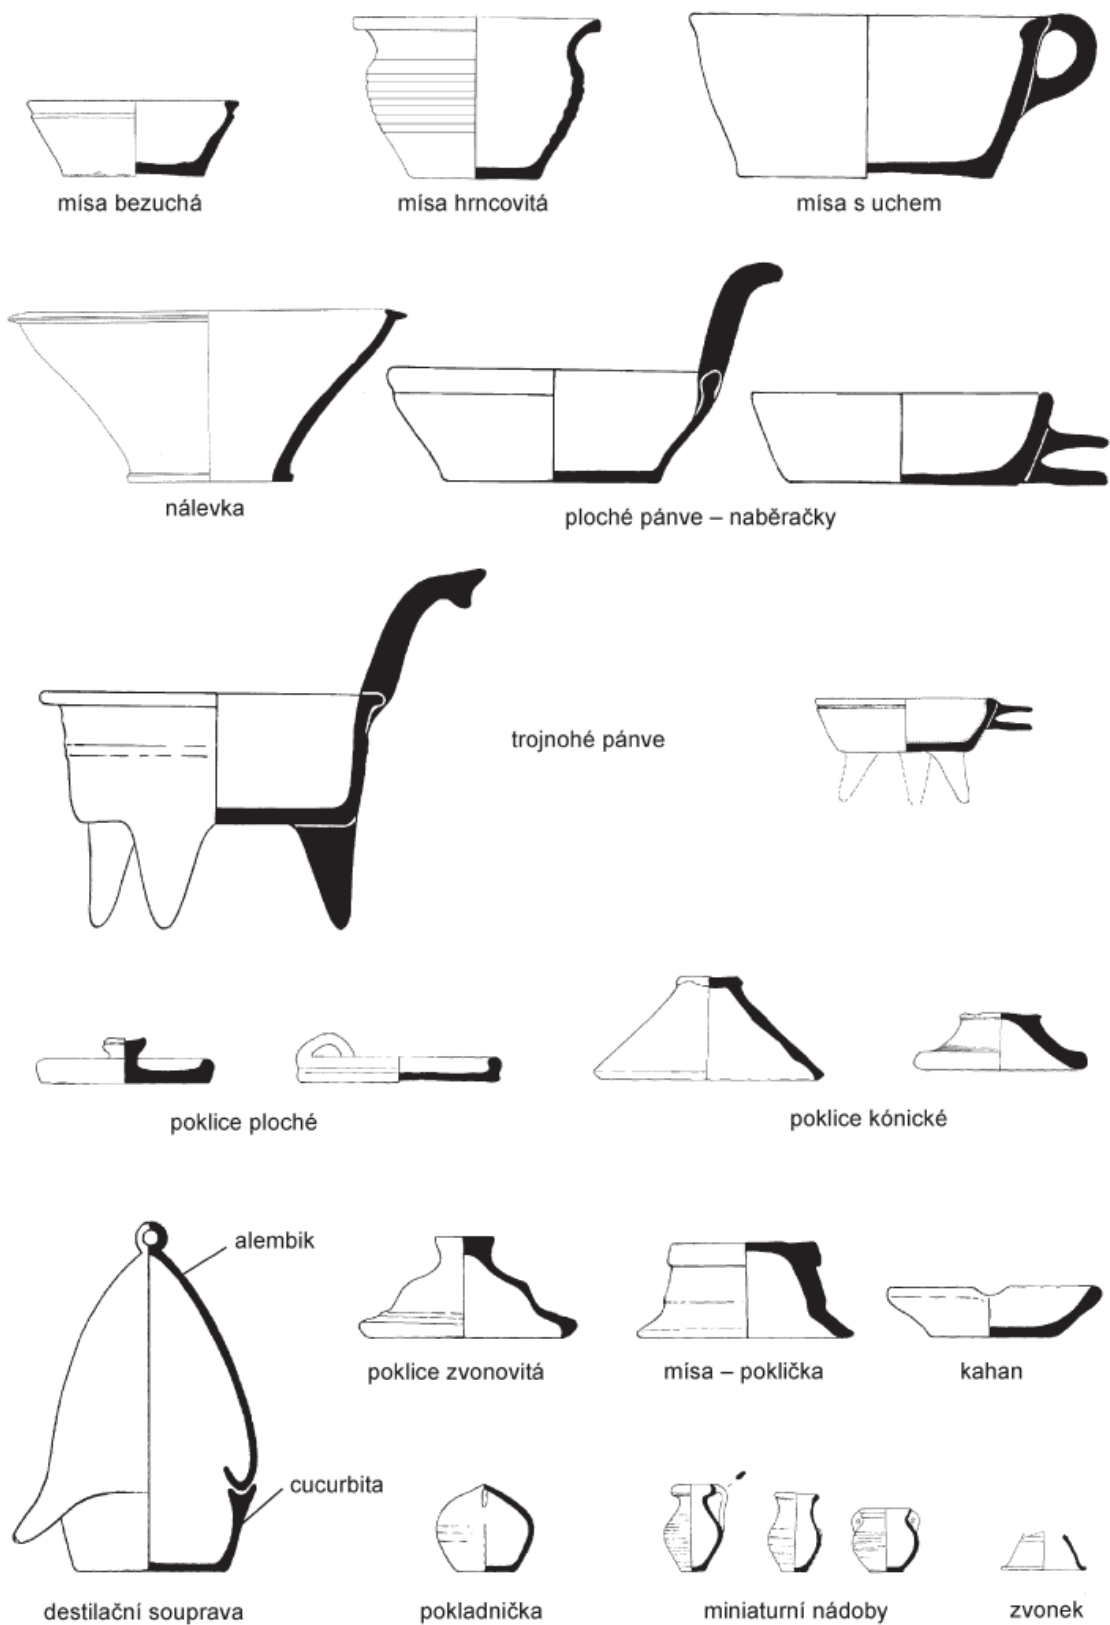 mísa bezuchá
mísa hrncovitá
mísa s uchem
nálevka
ploché pánve – naběračky
trojnohé pánve
poklice ploché
poklice kónické
alembik
poklice zvonovitá
mísa – poklička
kahan
cucurbita
destilační souprava
pokladnička
miniaturní nádoby
zvonek